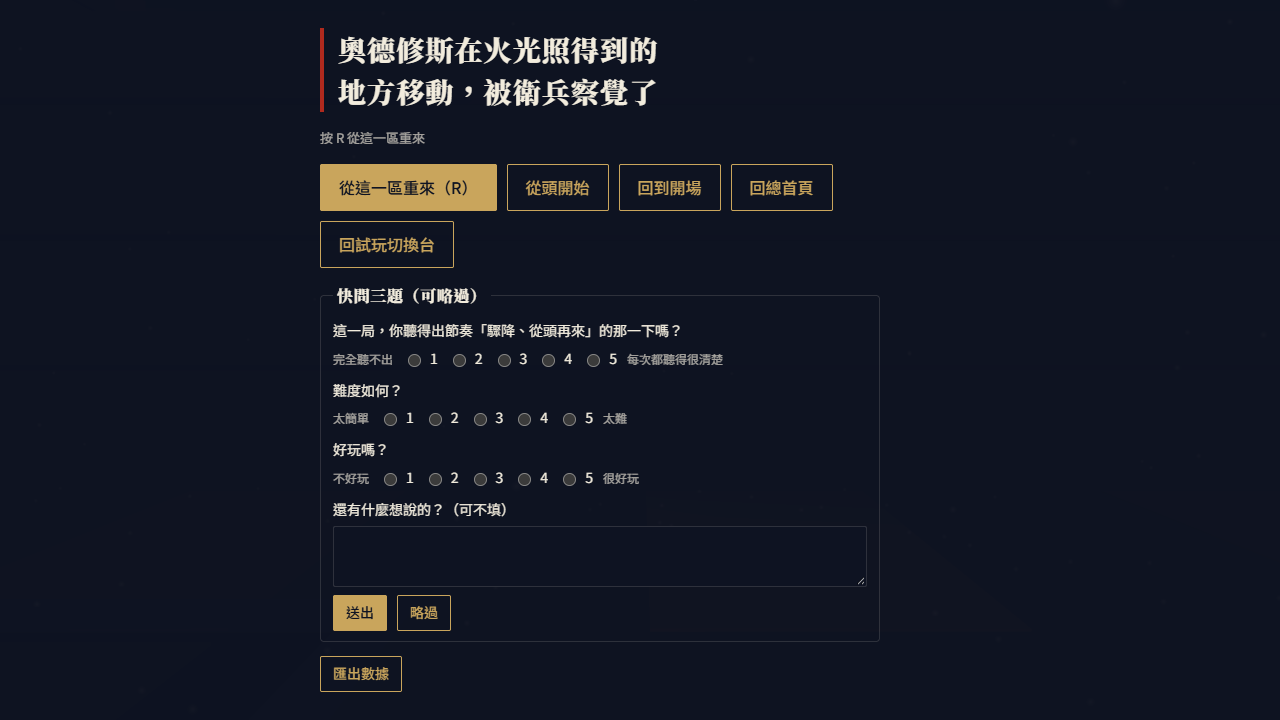 奧德修斯在火光照得到的
地方移動，被衛兵察覺了
按 R 從這一區重來
從這一區重來（R） 從頭開始 回到開場 回總首頁
回試玩切換台
快問三題（可略過）
這一局，你聽得出節奏「驟降、從頭再來」的那一下嗎？
完全聽不出 1 2 3 4 5 每次都聽得很清楚
難度如何？
太簡單 1 2 3 4 5 太難
好玩嗎？
不好玩 1 2 3 4 5 很好玩
還有什麼想說的？（可不填）
送出 略過
匯出數據